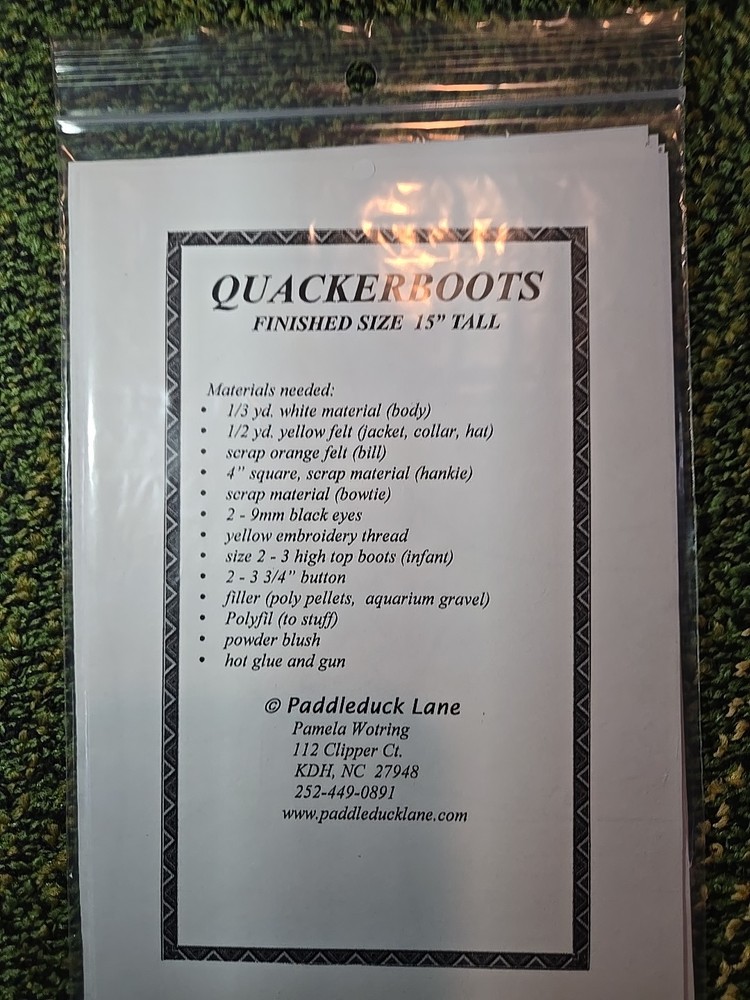 QUACKERBOOTS
FINISHED SIZE 15” TALL
Materials needed:
• 1/3 yd. white material (body)
• 1/2 yd. yellow felt (jacket, collar, hat)
• scrap orange felt (bill)
• 4” square, scrap material (hankie)
• scrap material (bowtie)
• 2 - 9mm black eyes
• yellow embroidery thread
• size 2 - 3 high top boots (infant)
• 2 - 3 3/4” button
• filler (poly pellets, aquarium gravel)
• Polyfil (to stuff)
• powder blush
• hot glue and gun
© Paddleduck Lane
Pamela Wotring
112 Clipper Ct.
KDH, NC 27948
252-449-0891
www.paddleducklane.com